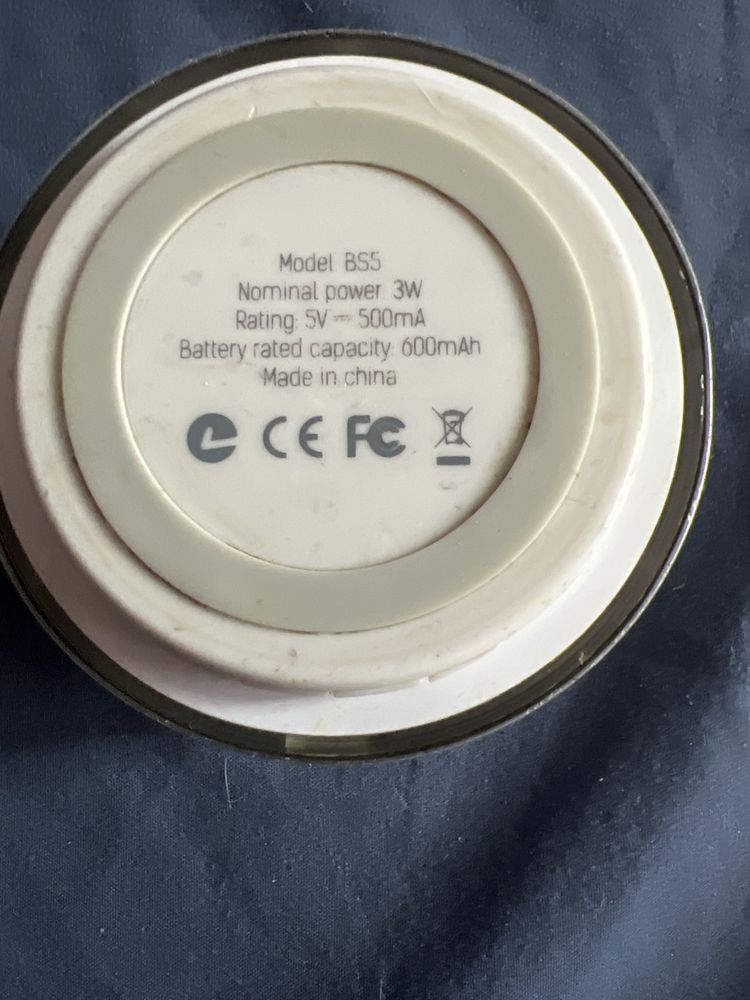 Model BS5
Nominal power 3W
Rating: 5V ⎓ 500mA
Battery rated capacity: 600mAh
Made in china
CE FC